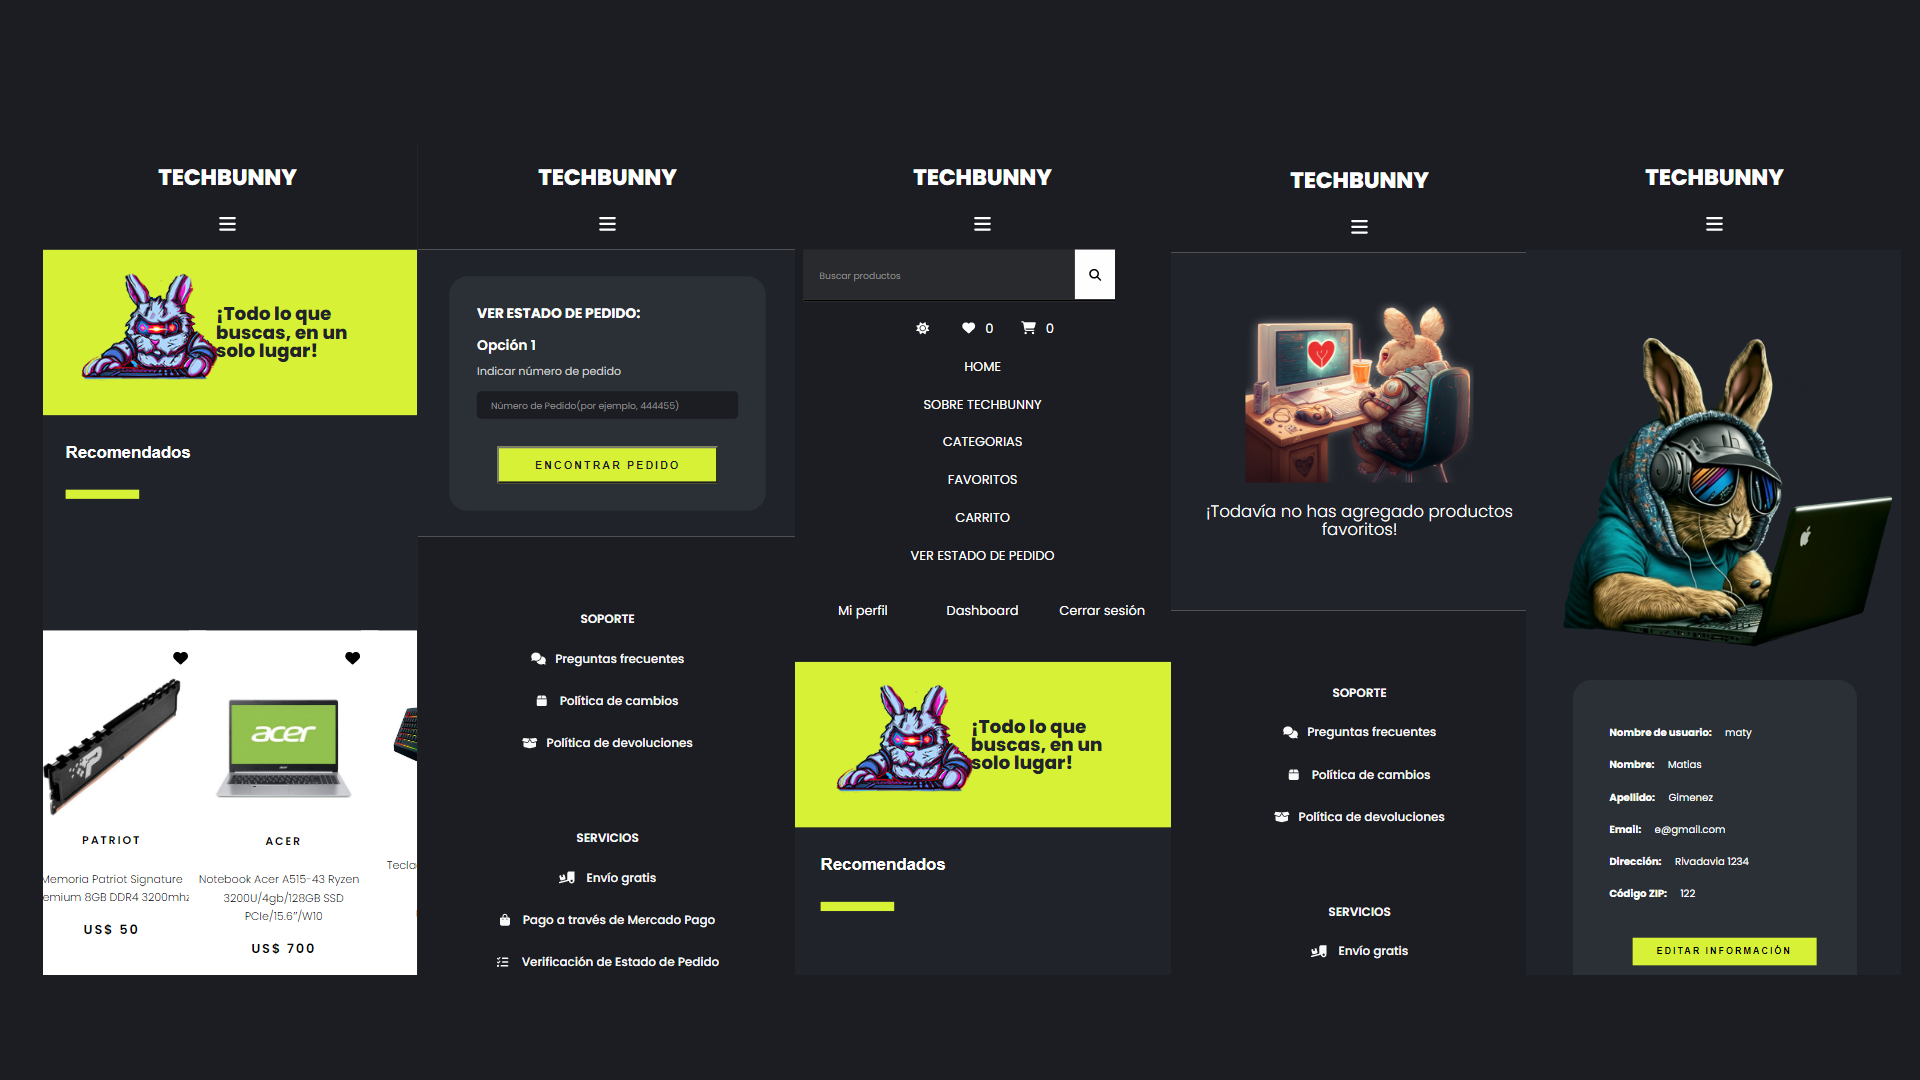 TECHBUNNY
¡Todo lo que
buscas, en un
solo lugar!
Recomendados
PATRIOT
Memoria Patriot Signature
emium 8GB DDR4 3200mhz
US$ 50
acer
ACER
Notebook Acer A515-43 Ryzen
3200U/4gb/128GB SSD
PCIe/15.6"/W10
US$ 700
Tecla
TECHBUNNY
VER ESTADO DE PEDIDO:
Opción 1
Indicar número de pedido
Número de Pedido(por ejemplo, 444455)
ENCONTRAR PEDIDO
SOPORTE
Preguntas frecuentes
Política de cambios
Política de devoluciones
SERVICIOS
Envío gratis
Pago a través de Mercado Pago
Verificación de Estado de Pedido
TECHBUNNY
Buscar productos
0 0
HOME
SOBRE TECHBUNNY
CATEGORIAS
FAVORITOS
CARRITO
VER ESTADO DE PEDIDO
Mi perfil Dashboard Cerrar sesión
¡Todo lo que
buscas, en un
solo lugar!
Recomendados
TECHBUNNY
¡Todavía no has agregado productos
favoritos!
SOPORTE
Preguntas frecuentes
Política de cambios
Política de devoluciones
SERVICIOS
Envío gratis
TECHBUNNY
Nombre de usuario: maty
Nombre: Matias
Apellido: Gimenez
Email: e@gmail.com
Dirección: Rivadavia 1234
Código ZIP: 122
EDITAR INFORMACIÓN